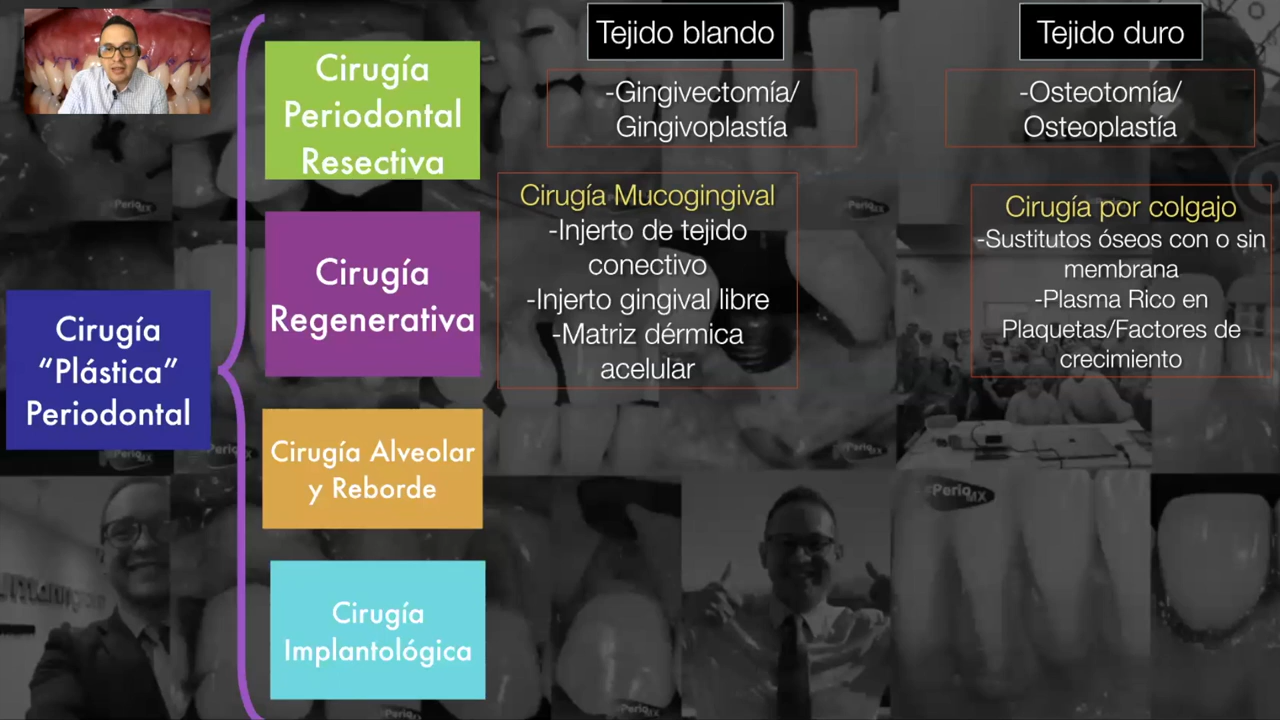 Tejido blando
Tejido duro
Cirugía
Periodontal
Resectiva
-Gingivectomía/
Gingivoplastía
-Osteotomía/
Osteoplastía
Cirugía
Regenerativa
Cirugía Mucogingival
-Injerto de tejido
conectivo
-Injerto gingival libre
-Matriz dérmica
acelular
Cirugía por colgajo
-Sustitutos óseos con o sin
membrana
-Plasma Rico en
Plaquetas/Factores de
crecimiento
Cirugía
“Plástica”
Periodontal
Cirugía Alveolar
y Reborde
Cirugía
Implantológica
#PerioMX